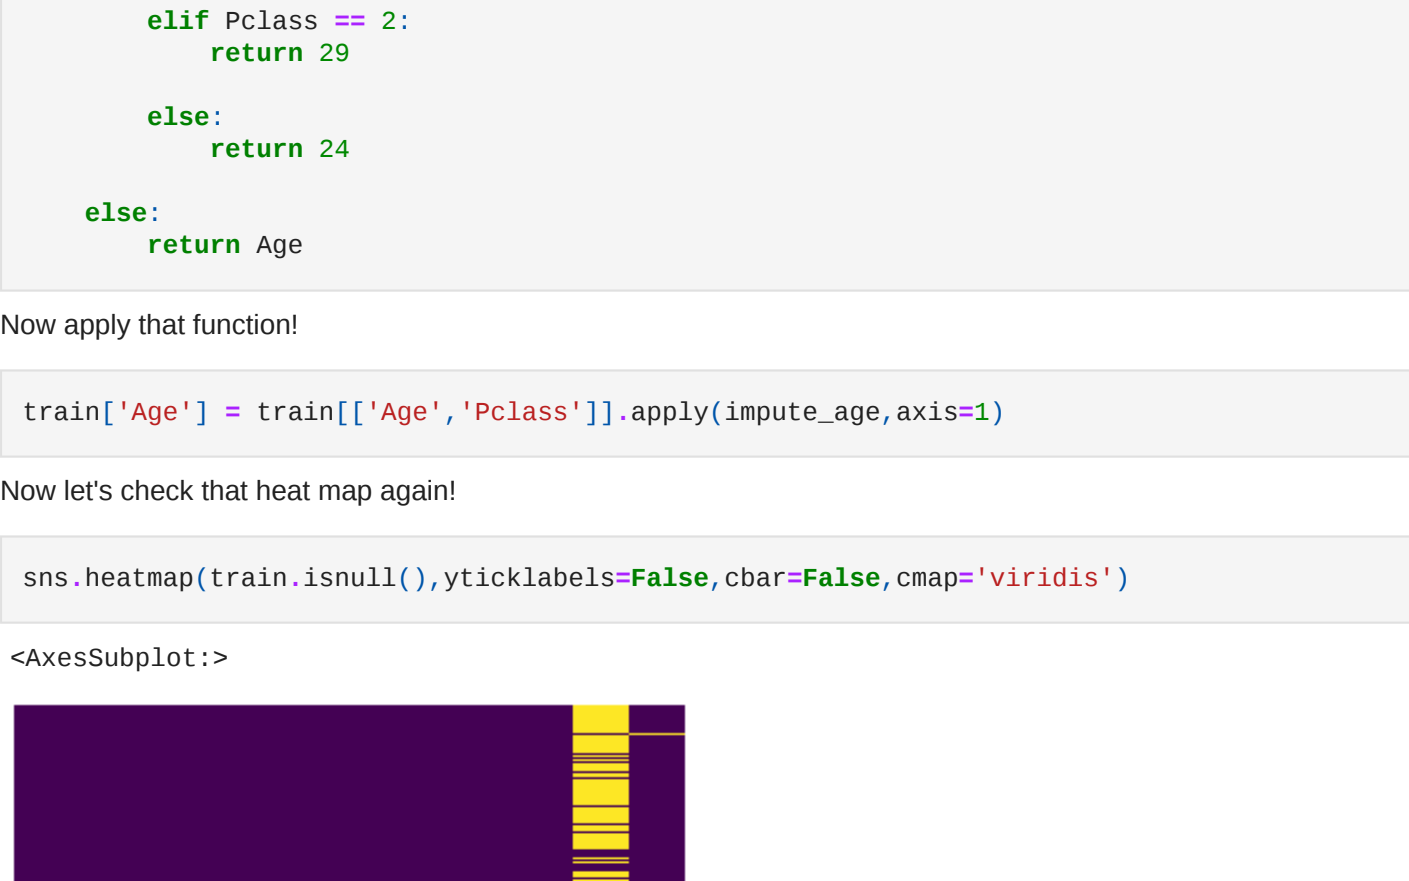 elif Pclass == 2:
return 29
else:
return 24
else:
return Age
Now apply that function!
train['Age'] = train[['Age','Pclass']].apply(impute_age,axis=1)
Now let's check that heat map again!
sns.heatmap(train.isnull(),yticklabels=False,cbar=False,cmap='viridis')
<AxesSubplot:>